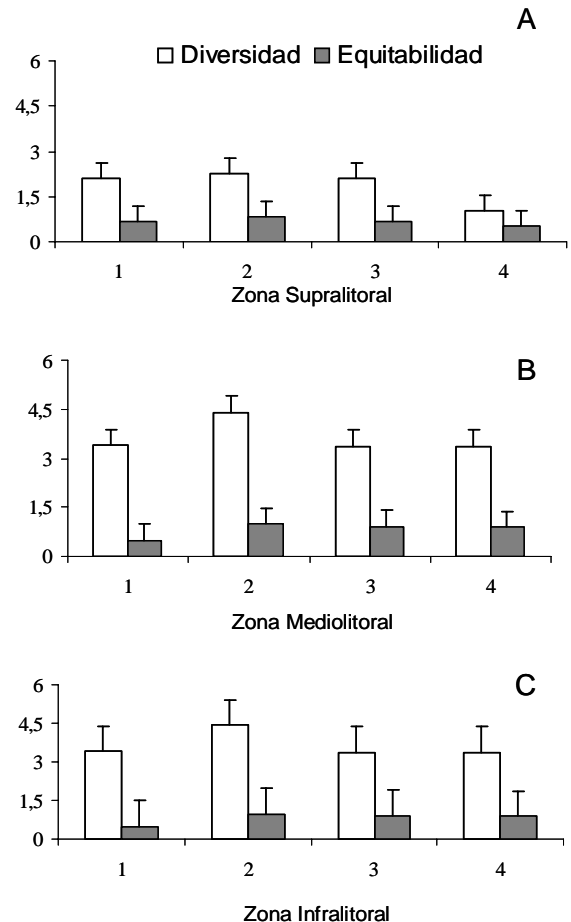 A
Diversidad Equitabilidad
6
4,5
3
1,5
0
1 2 3 4
Zona Supralitoral
B
6
4,5
3
1,5
0
1 2 3 4
Zona Mediolitoral
C
6
4,5
3
1,5
0
1 2 3 4
Zona Infralitoral